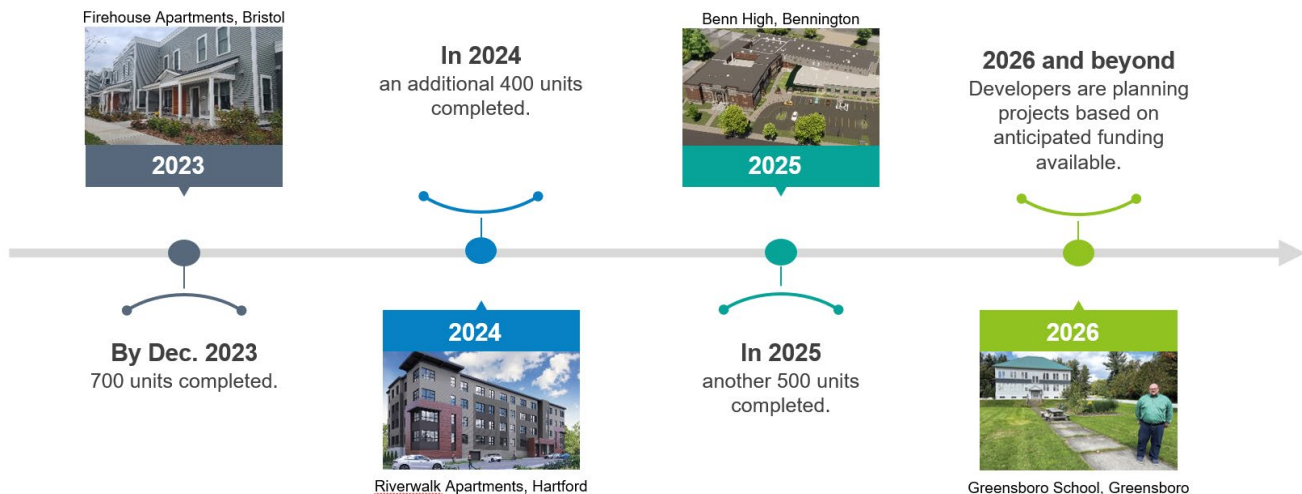 Firehouse Apartments, Bristol
2023
By Dec. 2023
700 units completed.
In 2024
an additional 400 units
completed.
2024
Riverwalk Apartments, Hartford
Benn High, Bennington
2025
In 2025
another 500 units
completed.
2026 and beyond
Developers are planning
projects based on
anticipated funding
available.
2026
Greensboro School, Greensboro